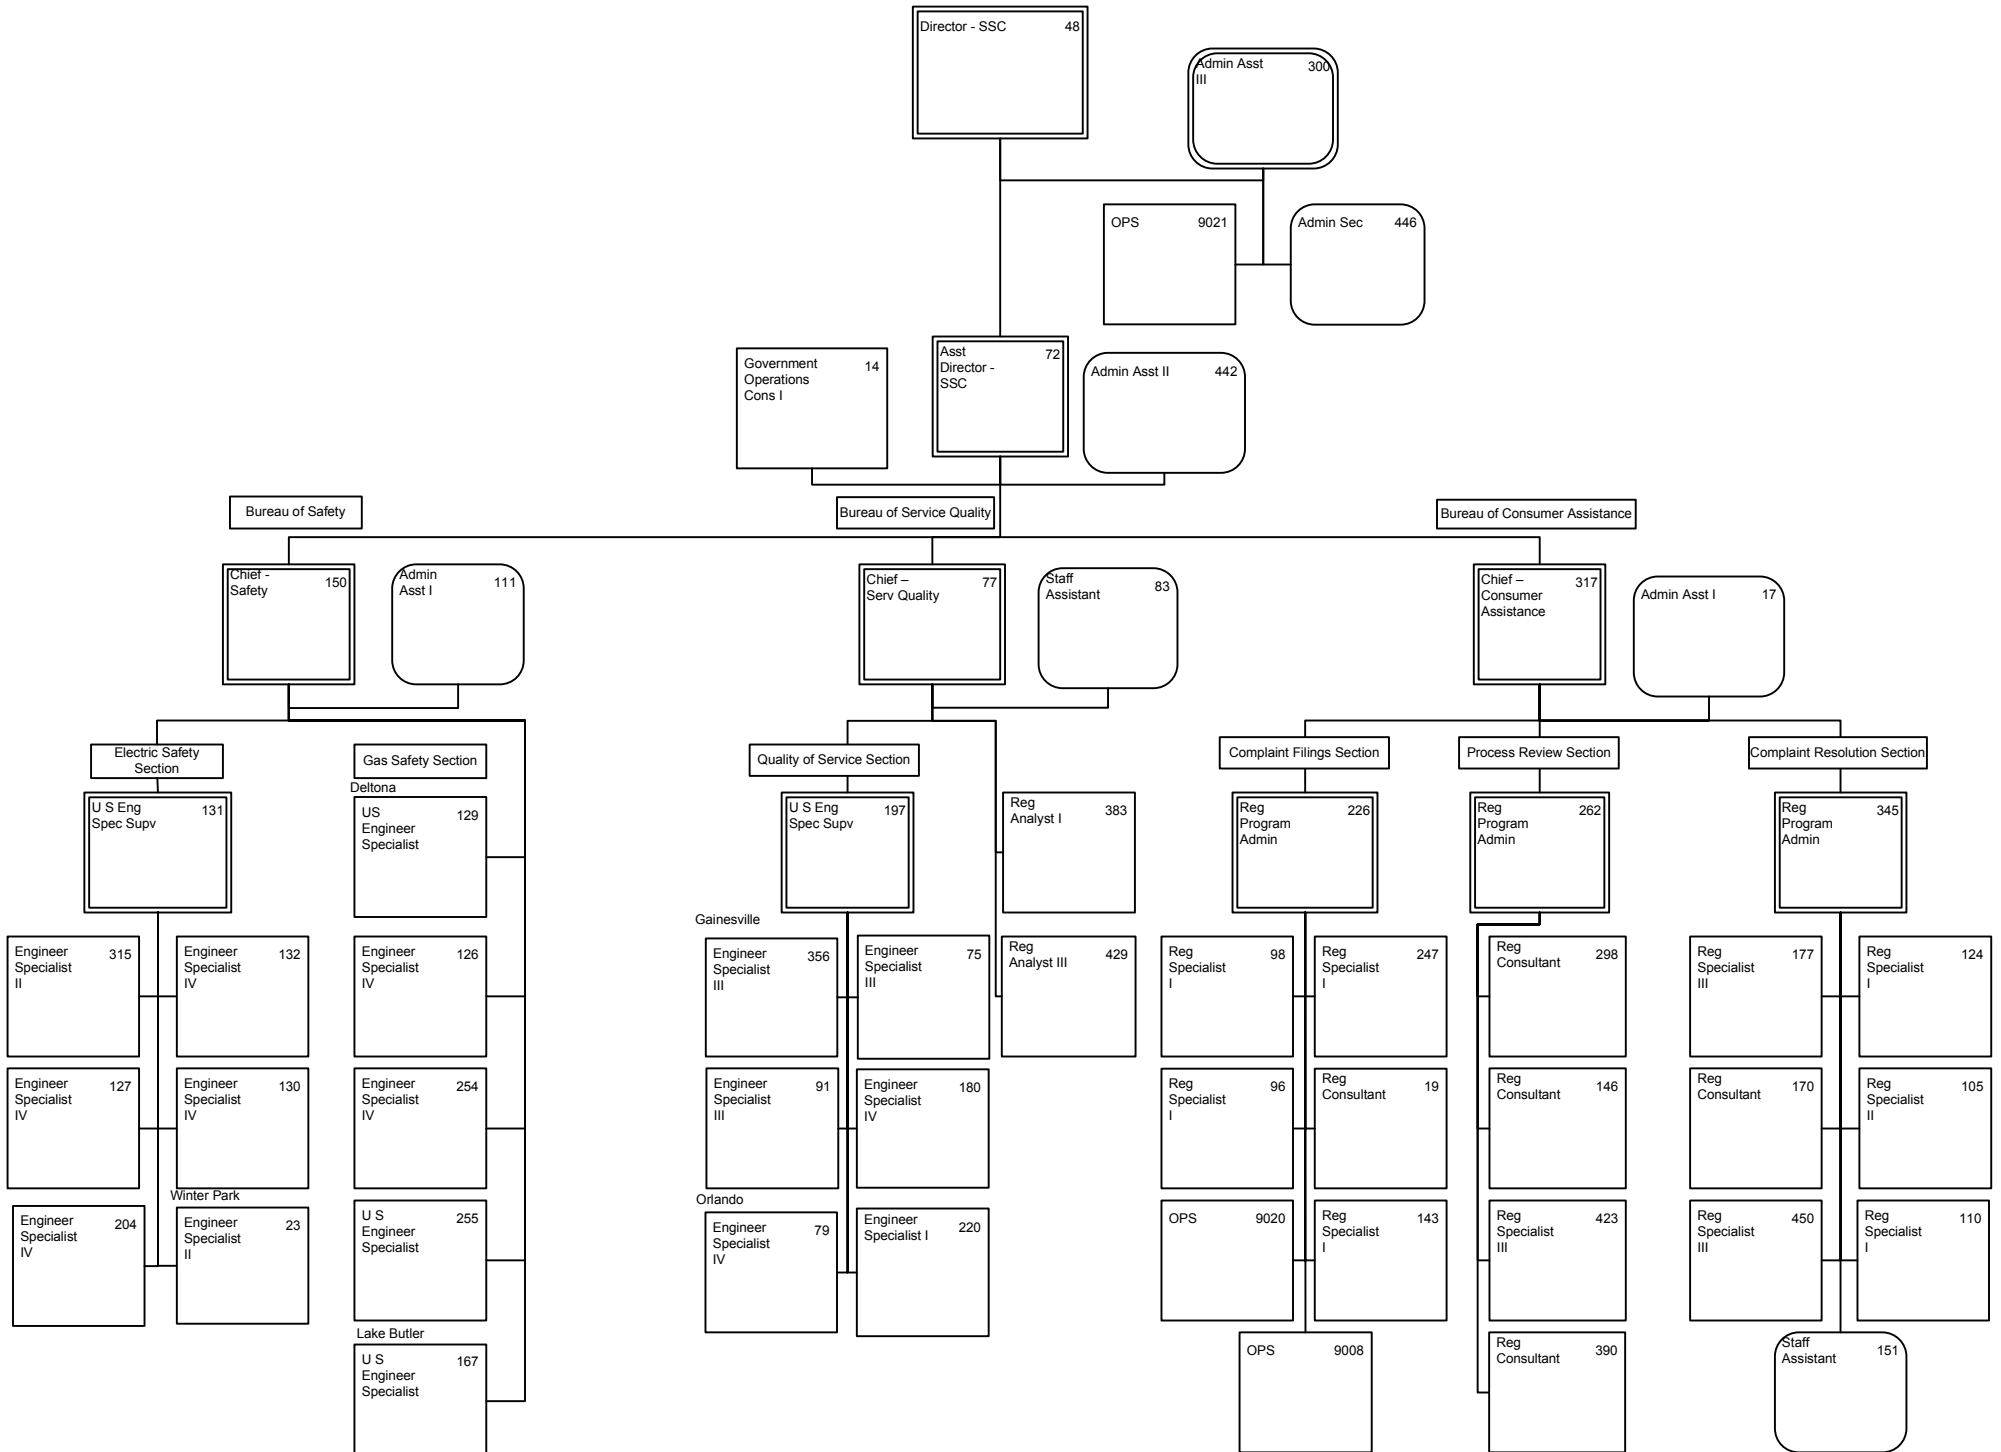 Director - SSC 48
Admin Asst 300
III
OPS 9021
Admin Sec 446
Government 14
Operations
Cons I
Asst 72
Director -
SSC
Admin Asst II 442
Bureau of Safety
Bureau of Service Quality
Bureau of Consumer Assistance
Chief - 150
Safety
Admin 111
Asst I
Chief – 77
Serv Quality
Staff 83
Assistant
Chief – 317
Consumer
Assistance
Admin Asst I 17
Electric Safety
Section
Gas Safety Section
Quality of Service Section
Complaint Filings Section
Process Review Section
Complaint Resolution Section
U S Eng 131
Spec Supv
Deltona
US 129
Engineer
Specialist
U S Eng 197
Spec Supv
Reg 383
Analyst I
Reg 226
Program
Admin
Reg 262
Program
Admin
Reg 345
Program
Admin
Engineer 315
Specialist
II
Engineer 132
Specialist
IV
Engineer 126
Specialist
IV
Gainesville
Engineer 356
Specialist
III
Engineer 75
Specialist
III
Reg 429
Analyst III
Reg 98
Specialist
I
Reg 247
Specialist
I
Reg 298
Consultant
Reg 177
Specialist
III
Reg 124
Specialist
I
Engineer 127
Specialist
IV
Engineer 130
Specialist
IV
Engineer 254
Specialist
IV
Engineer 91
Specialist
III
Engineer 180
Specialist
IV
Reg 96
Specialist
I
Reg 19
Consultant
Reg 146
Consultant
Reg 170
Consultant
Reg 105
Specialist
II
Engineer 204
Specialist
IV
Winter Park
Engineer 23
Specialist
II
U S 255
Engineer
Specialist
Orlando
Engineer 79
Specialist
IV
Engineer 220
Specialist I
OPS 9020
Reg 143
Specialist
I
Reg 423
Specialist
III
Reg 450
Specialist
III
Reg 110
Specialist
I
Lake Butler
U S 167
Engineer
Specialist
OPS 9008
Reg 390
Consultant
Staff 151
Assistant